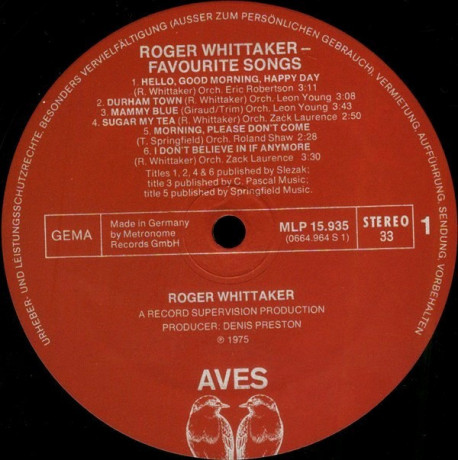 URHEBER- UND LEISTUNGSSCHUTZRECHTE, BESONDERS VERVIELFÄLTIGUNG (AUSSER ZUM PERSÖNLICHEN GEBRAUCH), VERMIETUNG, AUFFÜHRUNG, SENDUNG, VORBEHALTEN
ROGER WHITTAKER –
FAVOURITE SONGS
1. HELLO, GOOD MORNING, HAPPY DAY
(R. Whittaker) Orch. Eric Robertson 3:11
2. DURHAM TOWN (R. Whittaker) Orch. Leon Young 3:08
3. MAMMY BLUE (Giraud/Trim) Orch. Leon Young 3:43
4. SUGAR MY TEA (R. Whittaker) Orch. Zack Laurence 2:50
5. MORNING, PLEASE DON'T COME
(T. Springfield) Orch. Roland Shaw 2:28
6. I DON'T BELIEVE IN IF ANYMORE
(R. Whittaker) Orch. Zack Laurence 3:30
Titles 1, 2, 4 & 6 published by Slezak;
title 3 published by C. Pascal Music;
title 5 published by Springfield Music.
GEMA
Made in Germany
by Metronome
Records GmbH
MLP 15.935
(0664.964 S 1)
STEREO
33
1
ROGER WHITTAKER
A RECORD SUPERVISION PRODUCTION
PRODUCER: DENIS PRESTON
℗ 1975
AVES